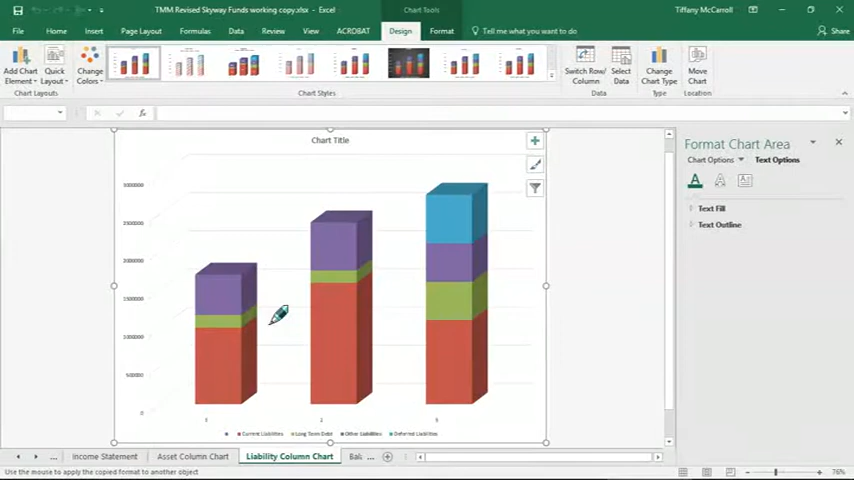 TMM Revised Skyway Funds working copy.xlsx - Excel
Chart Tools
Tiffany McCarroll
File Home Insert Page Layout Formulas Data Review View ACROBAT Design Format Tell me what you want to do Share
Add Chart Element
Quick Layout
Change Colors
Switch Row/ Column
Select Data
Change Chart Type
Move Chart
Chart Layouts Chart Styles Data Type Location
fx
Chart Title
3000000
2500000
2000000
1500000
1000000
500000
0
1 2 3
Current Liabilities Long Term Debt Other Liabilities Deferred Liabilities
Format Chart Area
Chart Options Text Options
Text Fill
Text Outline
... Income Statement Asset Column Chart Liability Column Chart Bal ...
Use the mouse to apply the copied format to another object
76%